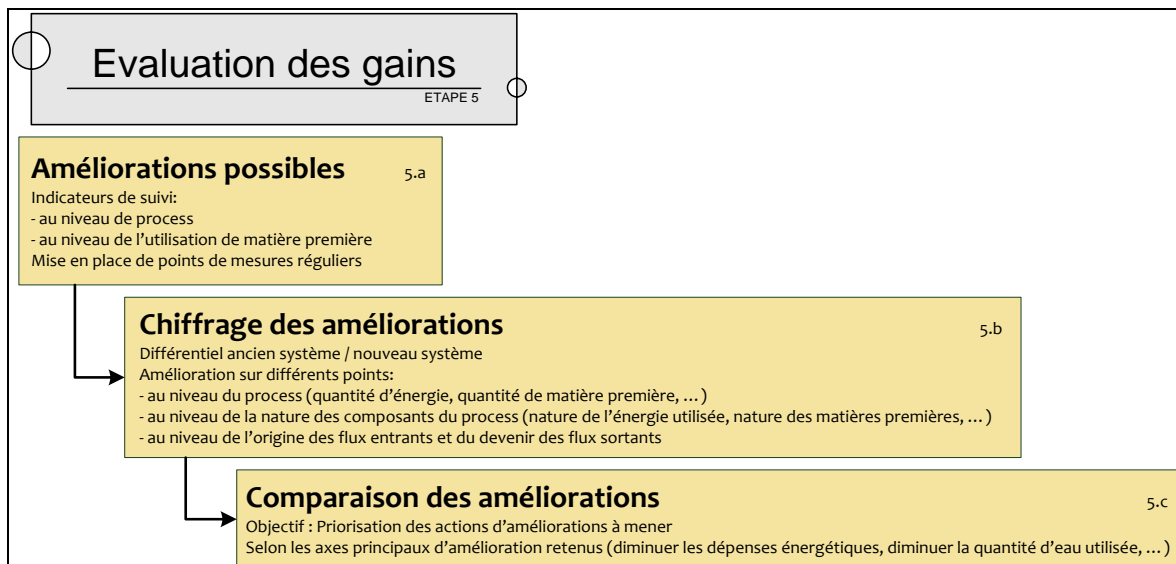 Evaluation des gains
ETAPE 5
Améliorations possibles 5.a
Indicateurs de suivi:
- au niveau de process
- au niveau de l'utilisation de matière première
Mise en place de points de mesures réguliers
Chiffrage des améliorations 5.b
Différentiel ancien système / nouveau système
Amélioration sur différents points:
- au niveau du process (quantité d'énergie, quantité de matière première, ...)
- au niveau de la nature des composants du process (nature de l'énergie utilisée, nature des matières premières, ...)
- au niveau de l'origine des flux entrants et du devenir des flux sortants
Comparaison des améliorations 5.c
Objectif : Priorisation des actions d'améliorations à mener
Selon les axes principaux d'amélioration retenus (diminuer les dépenses énergétiques, diminuer la quantité d'eau utilisée, ...)